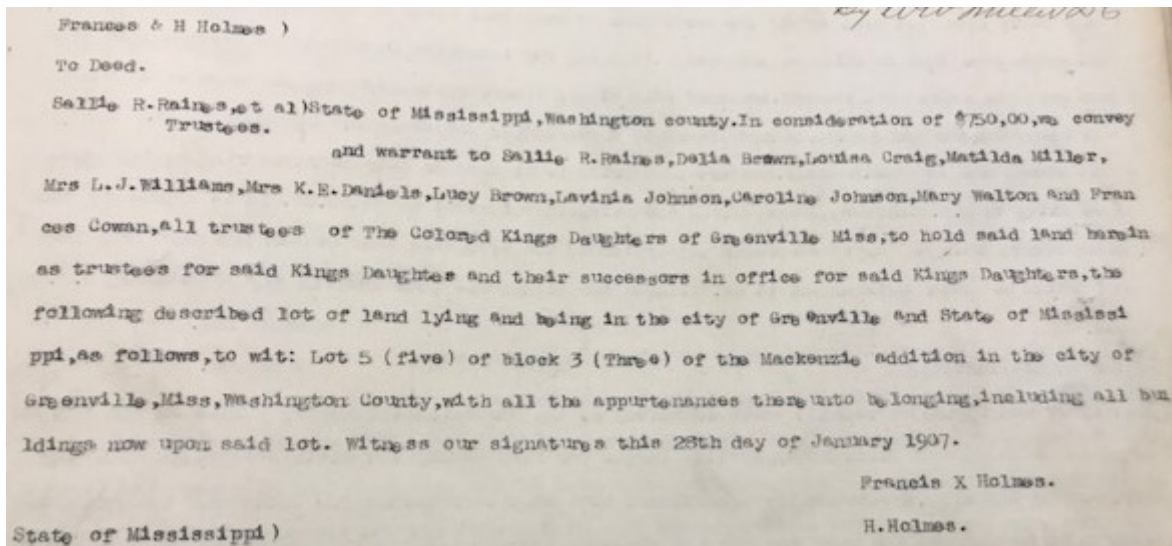 By W W Miller D C
Frances & H Holmes )
To Deed.
Sallie R.Raines,et al)State of Mississippi,Washington county.In consideration of $750,00,we convey
Trustees.
and warrant to Sallie R.Raines,Delia Brown,Louisa Craig,Matilda Miller,
Mrs L.J.Williams,Mrs K.E.Daniels,Lucy Brown,Lavinia Johnson,Caroline Johnson,Mary Walton and Fran
ces Cowan,all trustees of The Colored Kings Daughters of Greenville Miss,to hold said land herein
as trustees for said Kings Daughtes and their successors in office for said Kings Daughters,the
following described lot of land lying and being in the city of Greenville and State of Mississi
ppi,as follows,to wit: Lot 5 (five) of block 3 (Three) of the Mackenzie addition in the city of
Greenville,Miss,Washington County,with all the appurtenances thereunto belonging,including all bui
ldings now upon said lot. Witness our signatures this 28th day of January 1907.
Francis X Holmes.
H.Holmes.
State of Mississippi)